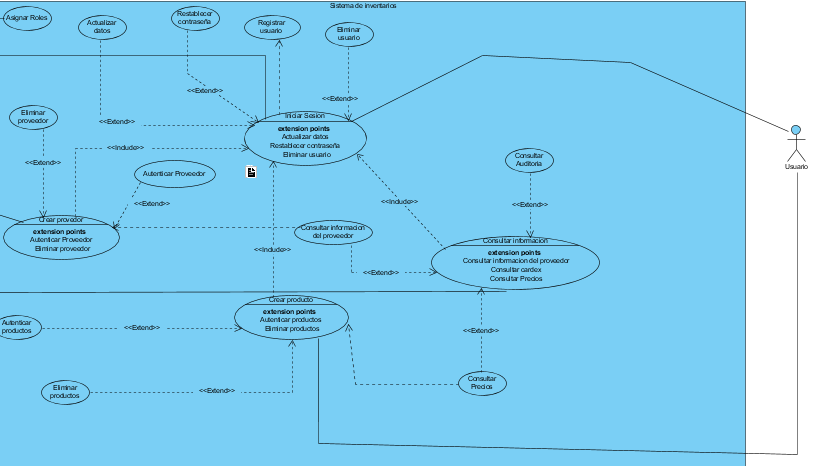 Sistema de inventarios
Asignar Roles
Actualizar
datos
Restablecer
contraseña
Registrar
usuario
Eliminar
usuario
<<Extend>>
<<Extend>>
Eliminar
proveedor
<<Extend>>
<<Include>>
Iniciar Sesion
extension points
Actualizar datos
Restablecer contraseña
Eliminar usuario
Usuario
<<Extend>>
Autenticar Proveedor
Consultar
Auditoria
<<Extend>>
<<Include>>
<<Extend>>
Crear proveedor
extension points
Autenticar Proveedor
Eliminar proveedor
Consultar informacion
del proveedor
<<Include>>
<<Extend>>
Consultar informacion
extension points
Consultar informacion del proveedor
Consultar cardex
Consultar Precios
Crear producto
extension points
Autenticar productos
Eliminar productos
Autenticar
productos
<<Extend>>
<<Extend>>
Eliminar
productos
<<Extend>>
Consultar
Precios